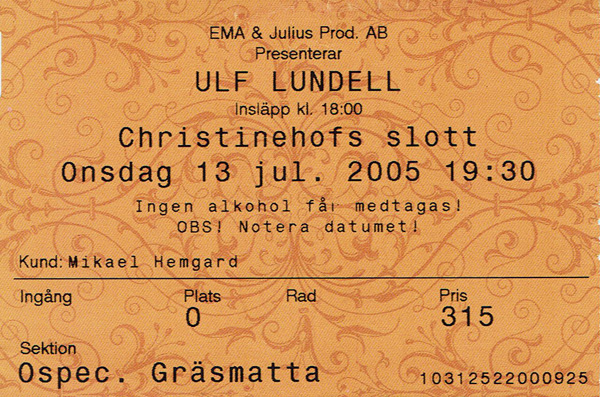 EMA & Julius Prod. AB
Presenterar
ULF LUNDELL
Insläpp kl. 18:00
Christinehofs slott
Onsdag 13 jul. 2005 19:30
Ingen alkohol får medtagas!
OBS! Notera datumet!
Kund: Mikael Hemgard
Ingång Plats Rad Pris
0 315
Sektion
Ospec. Gräsmatta 10312522000925